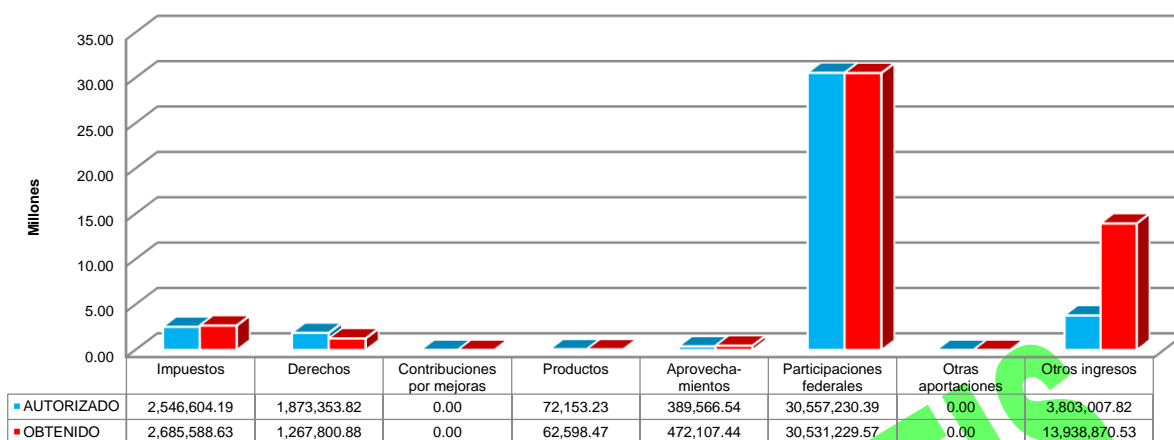 35.00
30.00
25.00
20.00
15.00
10.00
5.00
0.00
Millones
Impuestos Derechos Contribuciones por mejoras Productos Aprovecha-mientos Participaciones federales Otras aportaciones Otros ingresos
AUTORIZADO 2,546,604.19 1,873,353.82 0.00 72,153.23 389,566.54 30,557,230.39 0.00 3,803,007.82
OBTENIDO 2,685,588.63 1,267,800.88 0.00 62,598.47 472,107.44 30,531,229.57 0.00 13,938,870.53